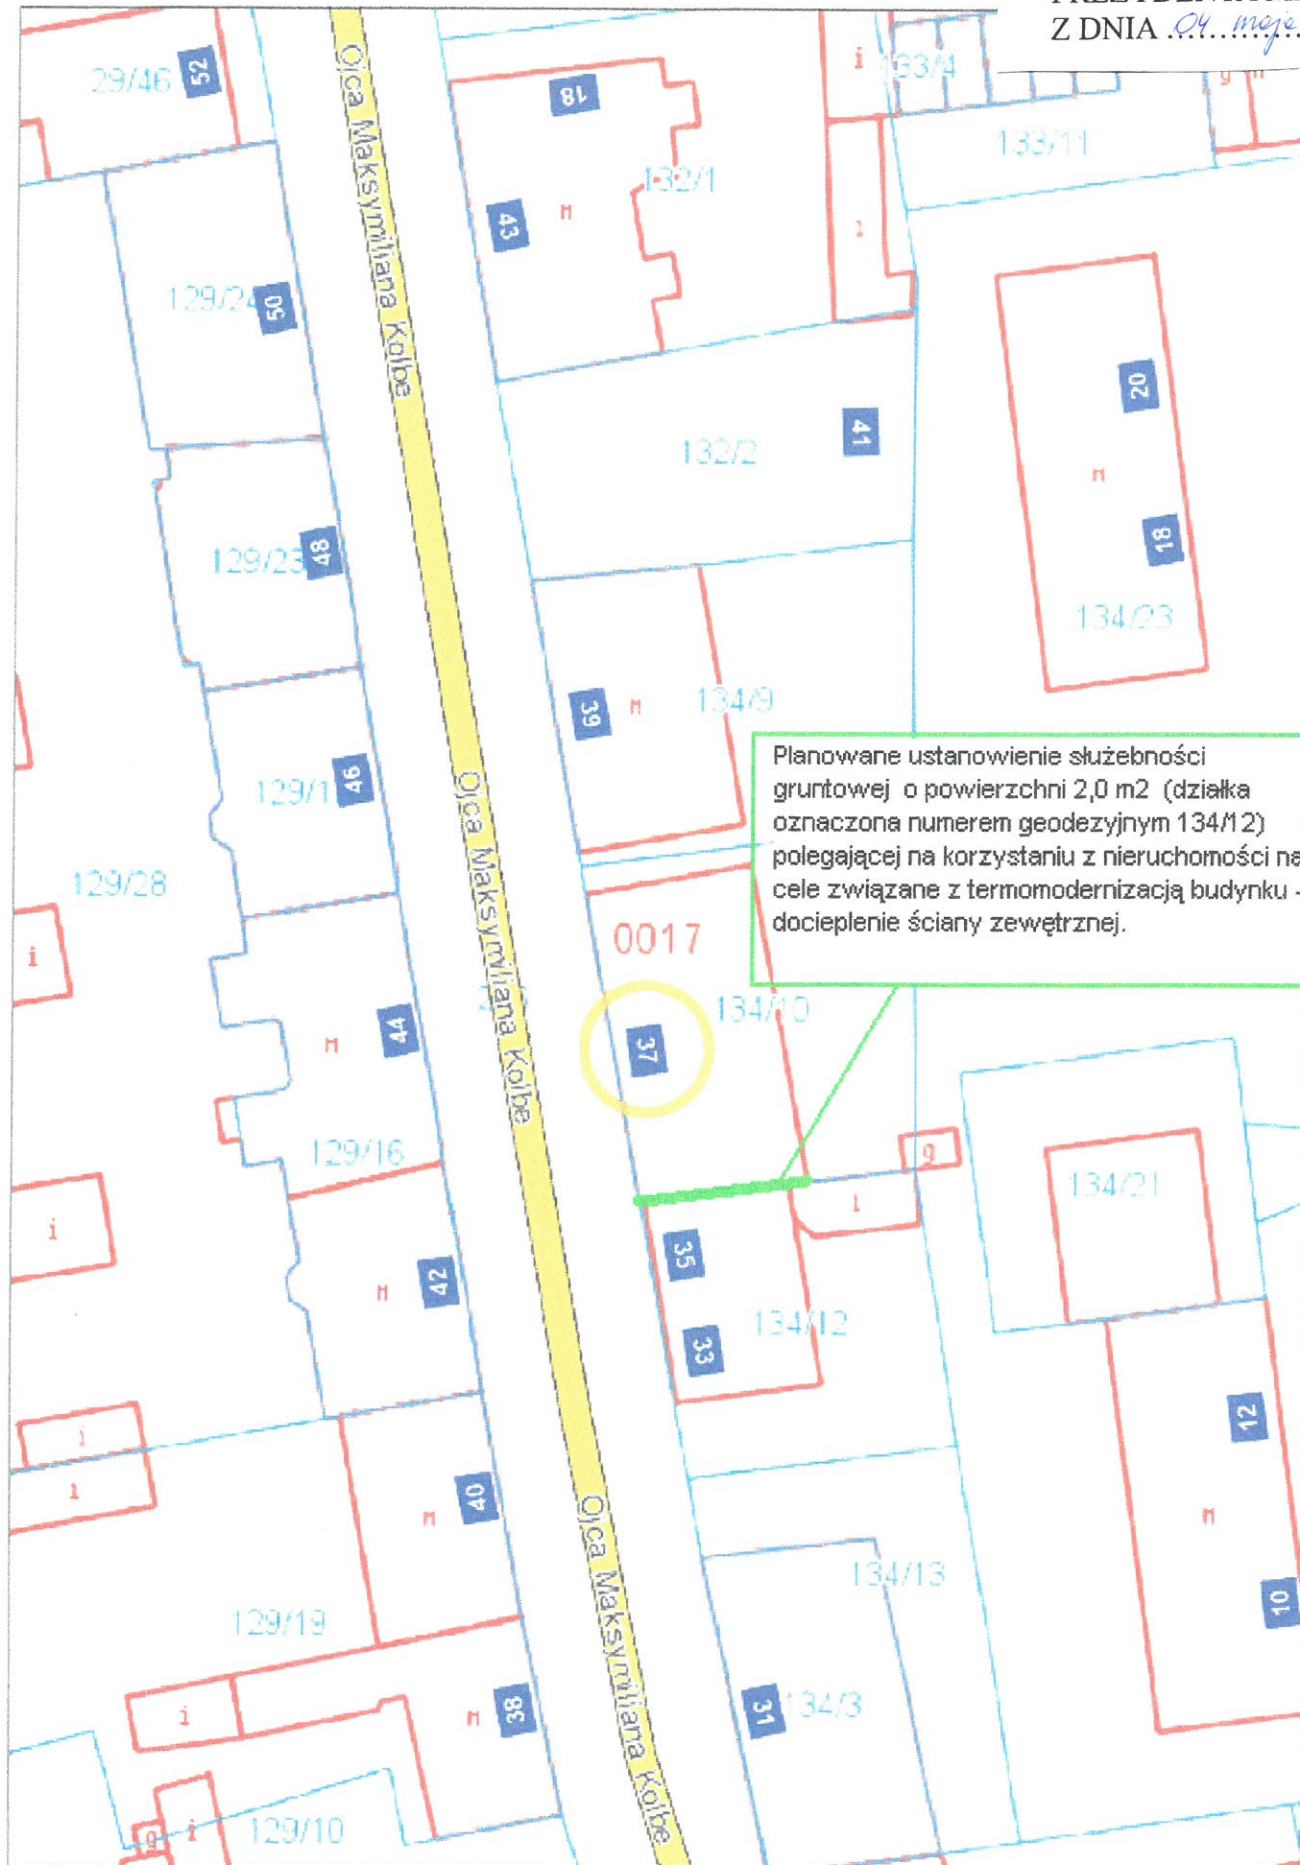 Z DNIA 04 maja
29/46
52
18
133/4
i
g
133/11
132/1
43
M
i
129/24
50
Ojca Maksymiliana Kolbe
20
41
132/2
M
18
129/23
48
134/23
39
M
134/9
129/1
46
Planowane ustanowienie służebności
gruntowej o powierzchni 2,0 m2 (działka
oznaczona numerem geodezyjnym 134/12)
polegającej na korzystaniu z nieruchomości na
cele związane z termomodernizacją budynku -
docieplenie ściany zewętrznej.
129/28
Ojca Maksymiliana Kolbe
0017
i
134/10
37
M
44
129/16
g
134/21
i
i
35
M
42
134/12
33
12
i
i
40
M
M
134/13
10
129/19
Ojca Maksymiliana Kolbe
i
M
38
31
134/3
g
i
129/10